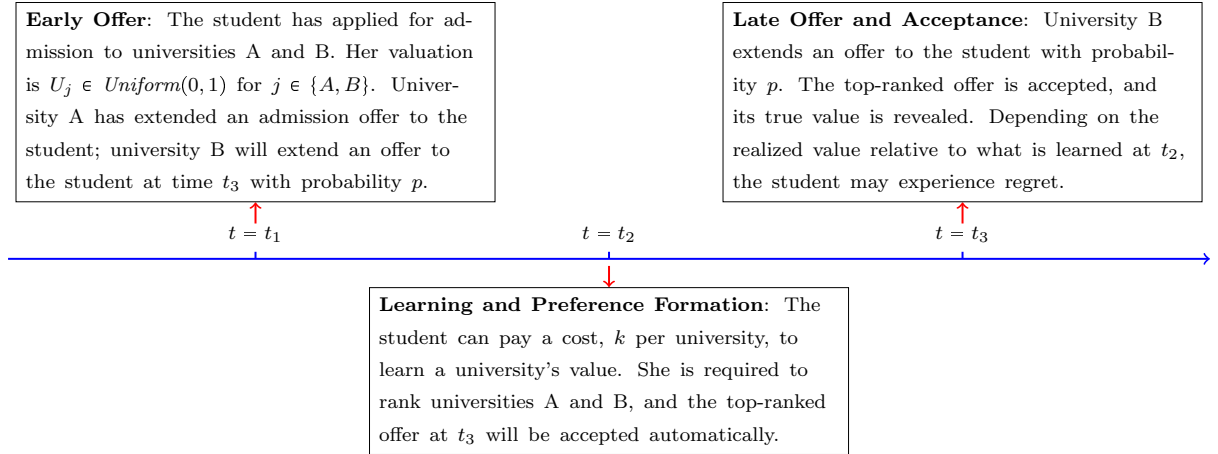 Early Offer: The student has applied for ad-
mission to universities A and B. Her valuation
is U_j ∈ Uniform(0, 1) for j ∈ {A, B}. Univer-
sity A has extended an admission offer to the
student; university B will extend an offer to
the student at time t_3 with probability p.
Late Offer and Acceptance: University B
extends an offer to the student with probabil-
ity p. The top-ranked offer is accepted, and
its true value is revealed. Depending on the
realized value relative to what is learned at t_2,
the student may experience regret.
t = t_1
t = t_2
t = t_3
Learning and Preference Formation: The
student can pay a cost, k per university, to
learn a university's value. She is required to
rank universities A and B, and the top-ranked
offer at t_3 will be accepted automatically.